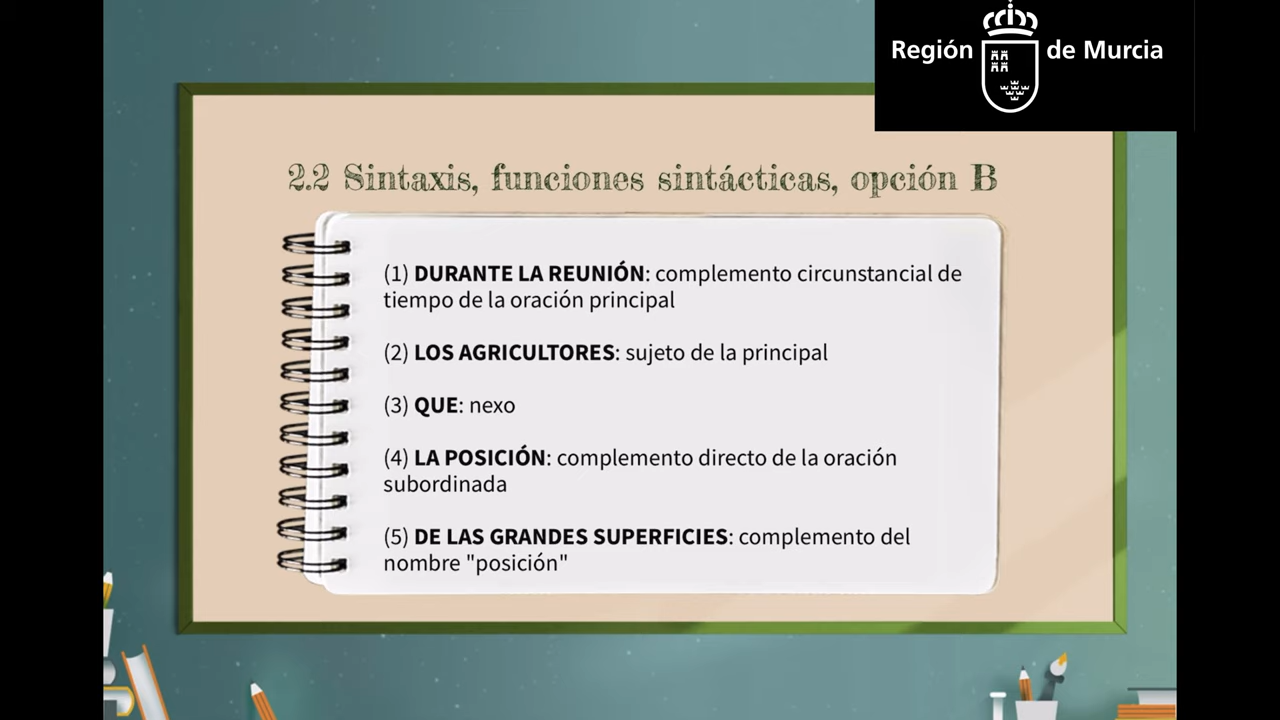 Región de Murcia
2.2 Sintaxis, funciones sintácticas, opción B
(1) DURANTE LA REUNIÓN: complemento circunstancial de
tiempo de la oración principal
(2) LOS AGRICULTORES: sujeto de la principal
(3) QUE: nexo
(4) LA POSICIÓN: complemento directo de la oración
subordinada
(5) DE LAS GRANDES SUPERFICIES: complemento del
nombre "posición"